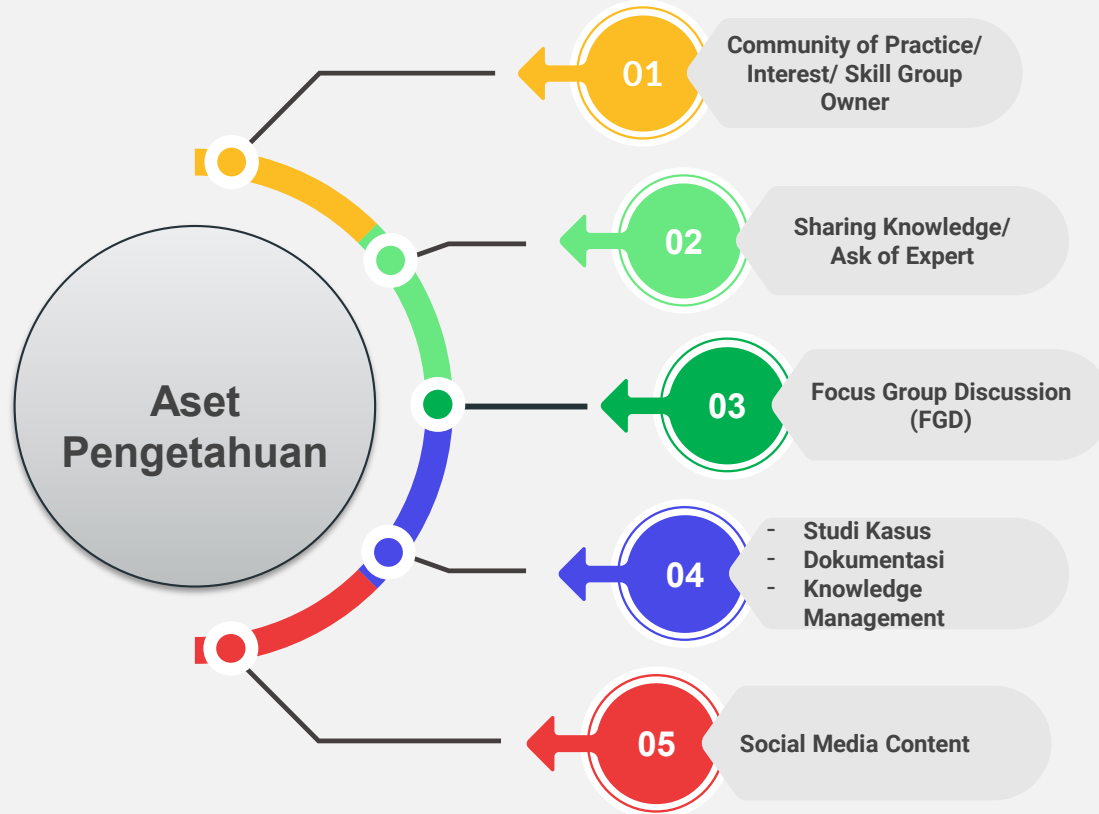 Aset
Pengetahuan
01
Community of Practice/
Interest/ Skill Group
Owner
02
Sharing Knowledge/
Ask of Expert
03
Focus Group Discussion
(FGD)
04
- Studi Kasus
- Dokumentasi
- Knowledge
Management
05
Social Media Content